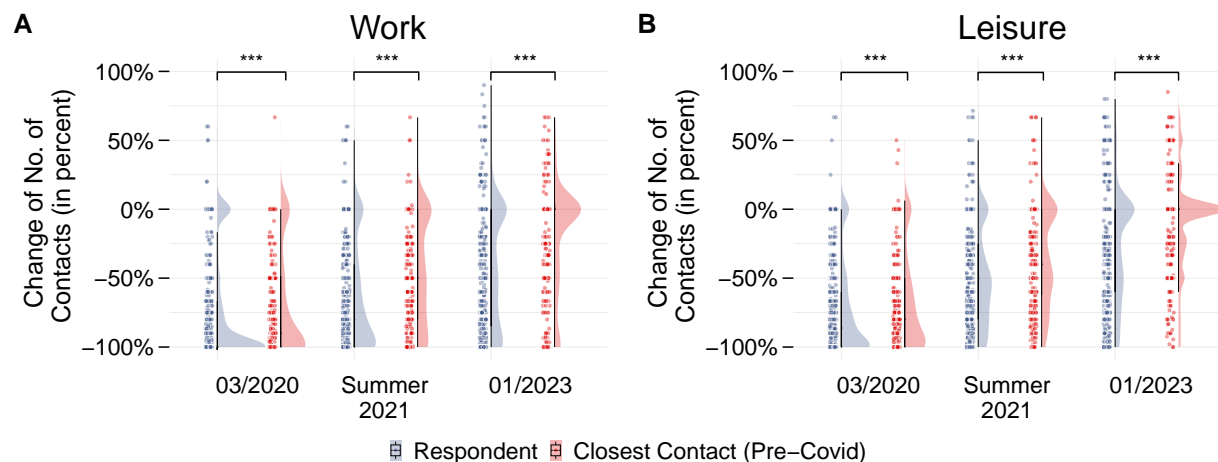 A
Work
Change of No. of
Contacts (in percent)
100%
50%
0%
−50%
−100%
***
***
***
03/2020
Summer
2021
01/2023
B
Leisure
Change of No. of
Contacts (in percent)
100%
50%
0%
−50%
−100%
***
***
***
03/2020
Summer
2021
01/2023
Respondent
Closest Contact (Pre−Covid)